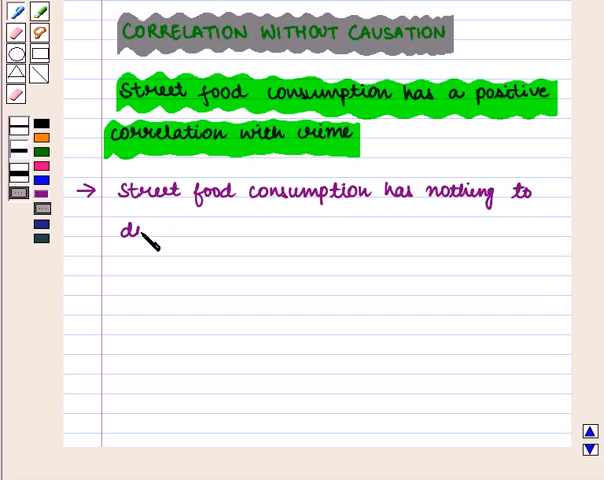 CORRELATION WITHOUT CAUSATION
Street food consumption has a positive
correlation with crime
→ Street food consumption has nothing to
d